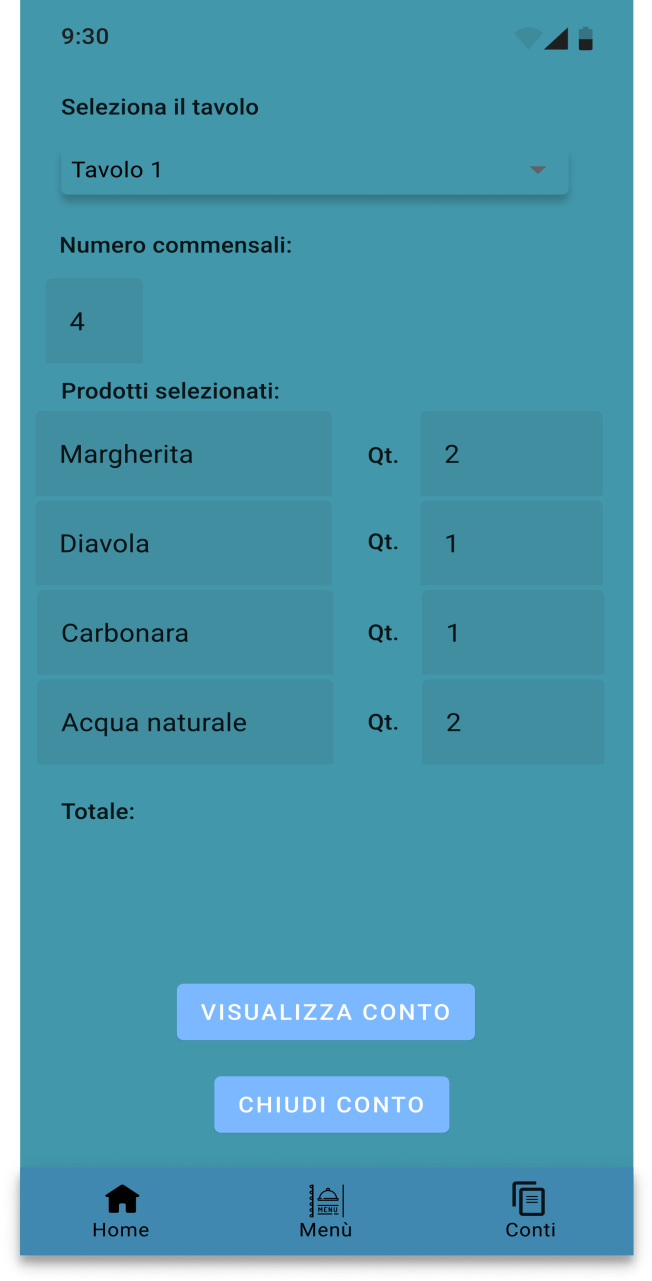 9:30
Seleziona il tavolo
Tavolo 1
Numero commensali:
4
Prodotti selezionati:
Margherita Qt. 2
Diavola Qt. 1
Carbonara Qt. 1
Acqua naturale Qt. 2
Totale:
VISUALIZZA CONTO
CHIUDI CONTO
MENU
Home Menù Conti